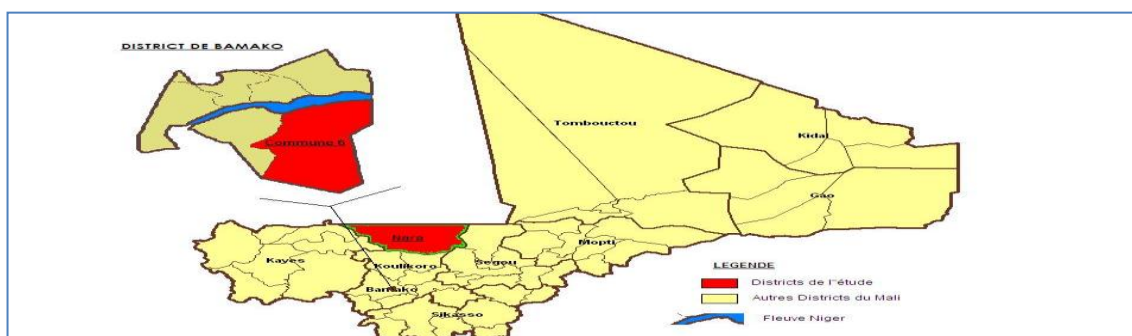 DISTRICT DE BAMAKO
Tombouctou
Kidal
Commune 6
Gao
Nara
Mopti
Kayes
Koulikoro
Segou
Bamako
Sikasso
LEGENDE
Districts de l'étude
Autres Districts du Mali
Fleuve Niger